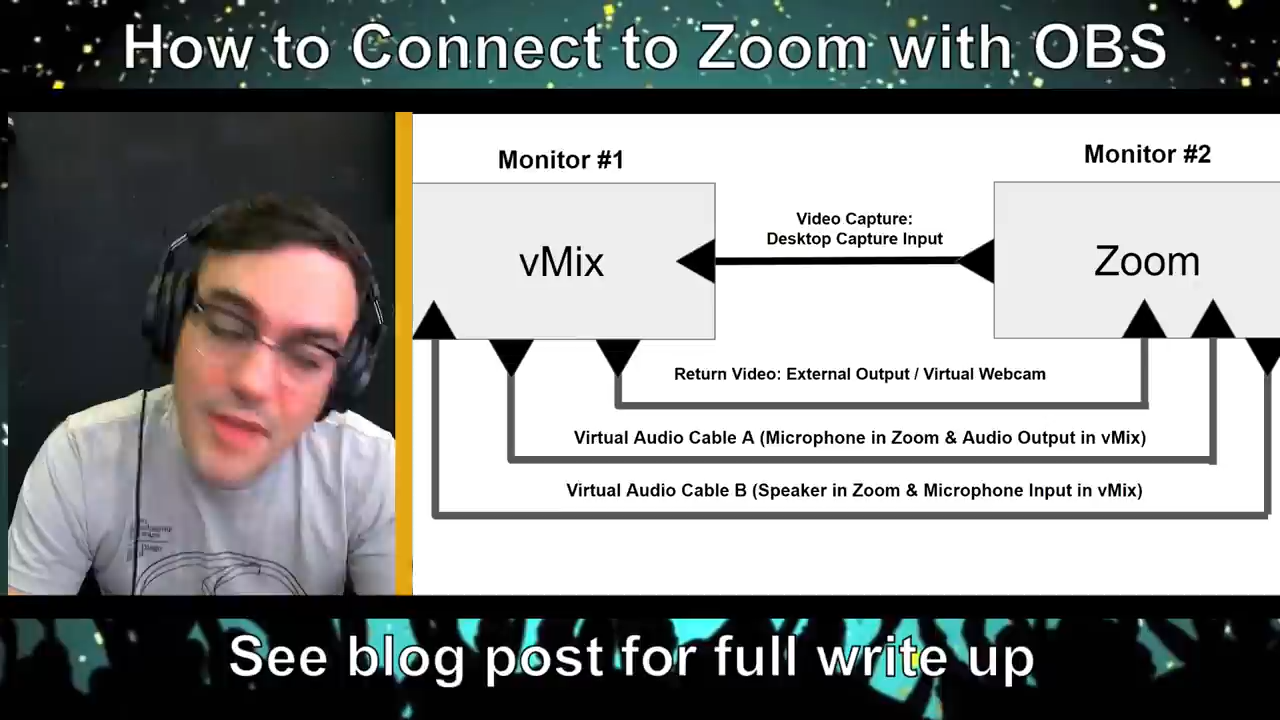 How to Connect to Zoom with OBS
Monitor #1
Monitor #2
Video Capture:
Desktop Capture Input
vMix
Zoom
Return Video: External Output / Virtual Webcam
Virtual Audio Cable A (Microphone in Zoom & Audio Output in vMix)
Virtual Audio Cable B (Speaker in Zoom & Microphone Input in vMix)
See blog post for full write up